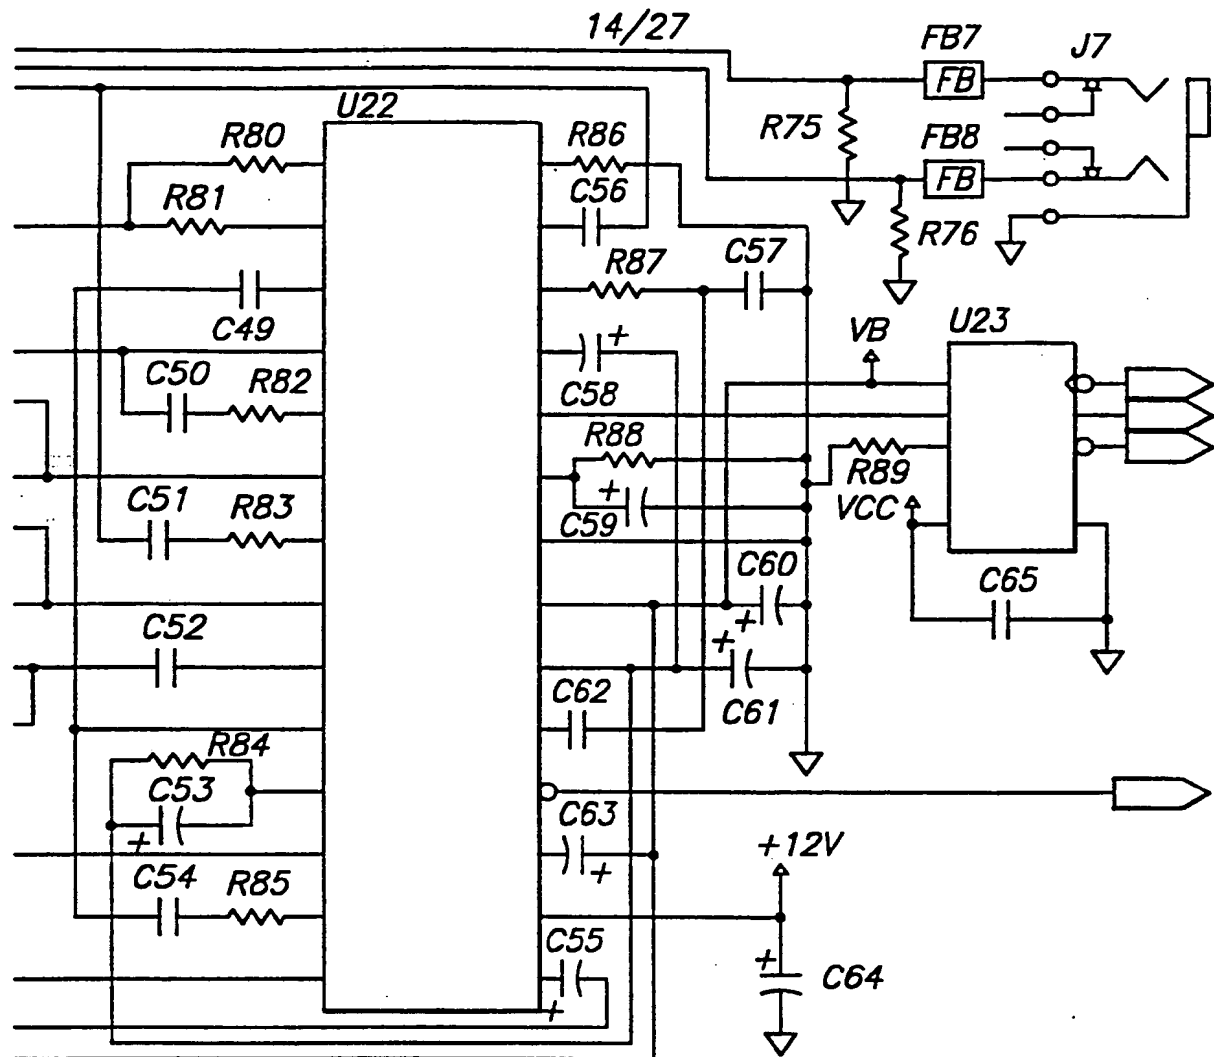 14/27
FB7
J7
FB
U22
R80
R86
R75
FB8
FB
R81
C56
R76
C57
R87
C49
VB
U23
+
C50
R82
C58
R88
R89
C51
R83
+
VCC
C59
C60
C65
C52
+
+
C62
C61
R84
C53
C63
+
+12V
C54
R85
+
C55
+
C64
+